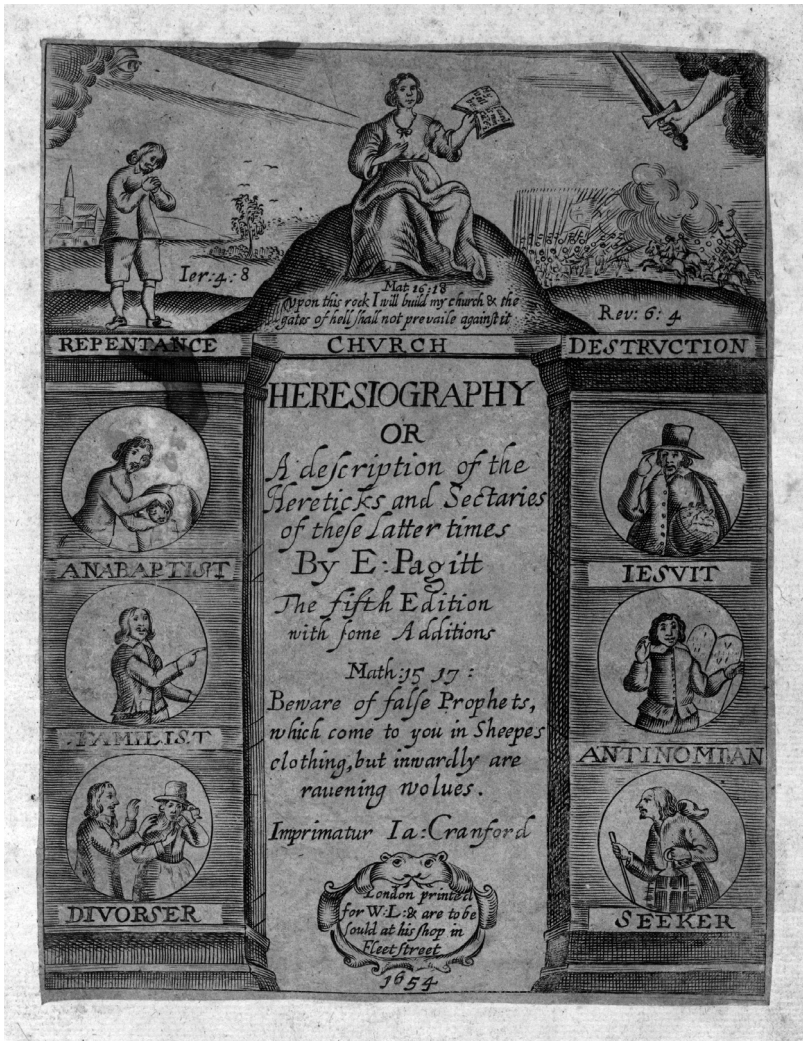 Ier: 4: 8
Mat 16: 18
Vpon this rock I will build my church & the
gates of hell shall not prevaile against it
Rev: 6: 4
REPENTANCE
CHVRCH
DESTRVCTION
HERESIOGRAPHY
OR
A description of the
Hereticks and Sectaries
of these Latter times
By E: Pagitt
The fifth Edition
with some Additions
Math: 15 17:
Beware of false Prophets,
which come to you in Sheepes
clothing, but inwardly are
rauening wolues.
Imprimatur Ia: Cranford
London printed
for W: L: & are to be
sould at his shop in
Fleetstreet
1654
ANABAPTIST
FAMILIST
DIVORSER
IESVIT
ANTINOMIAN
SEEKER